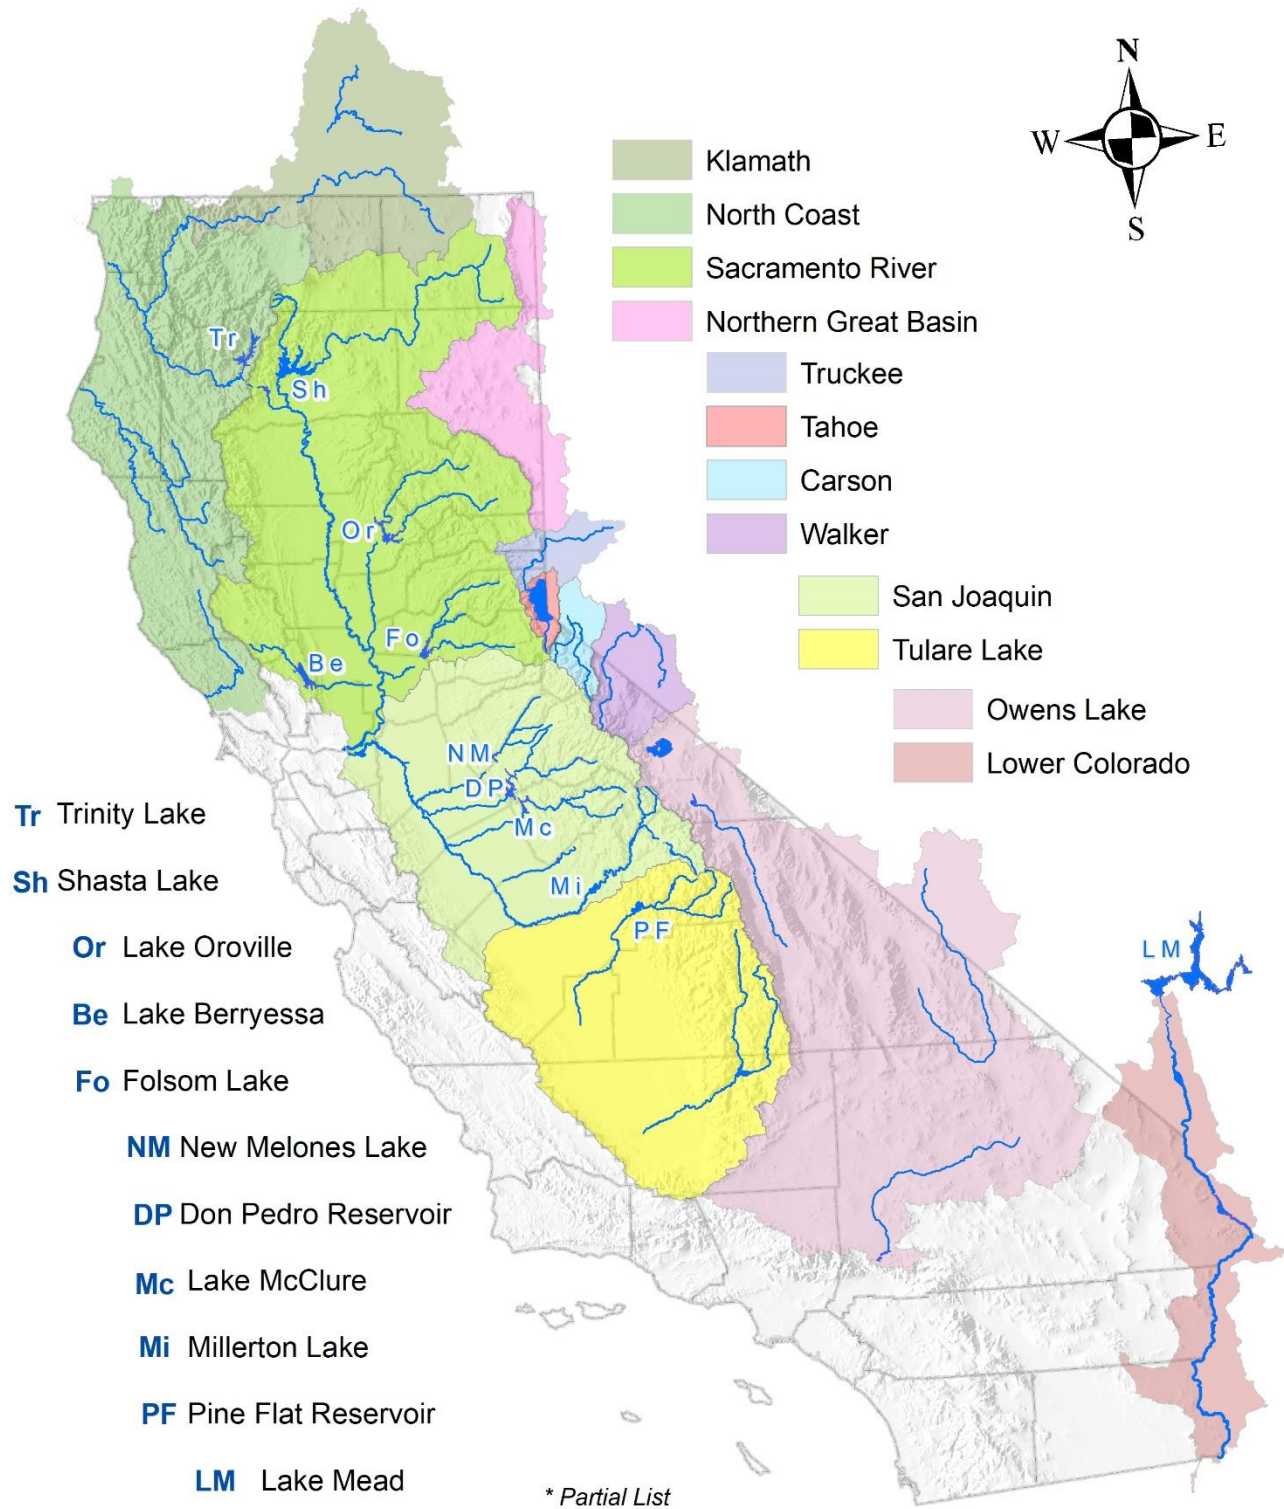 N
W E
S
Klamath
North Coast
Sacramento River
Northern Great Basin
Truckee
Tahoe
Carson
Walker
San Joaquin
Tulare Lake
Owens Lake
Lower Colorado
Tr
Sh
Or
Fo
Be
NM
DP
Mc
Mi
PF
LM
Tr Trinity Lake
Sh Shasta Lake
Or Lake Oroville
Be Lake Berryessa
Fo Folsom Lake
NM New Melones Lake
DP Don Pedro Reservoir
Mc Lake McClure
Mi Millerton Lake
PF Pine Flat Reservoir
LM Lake Mead
* Partial List